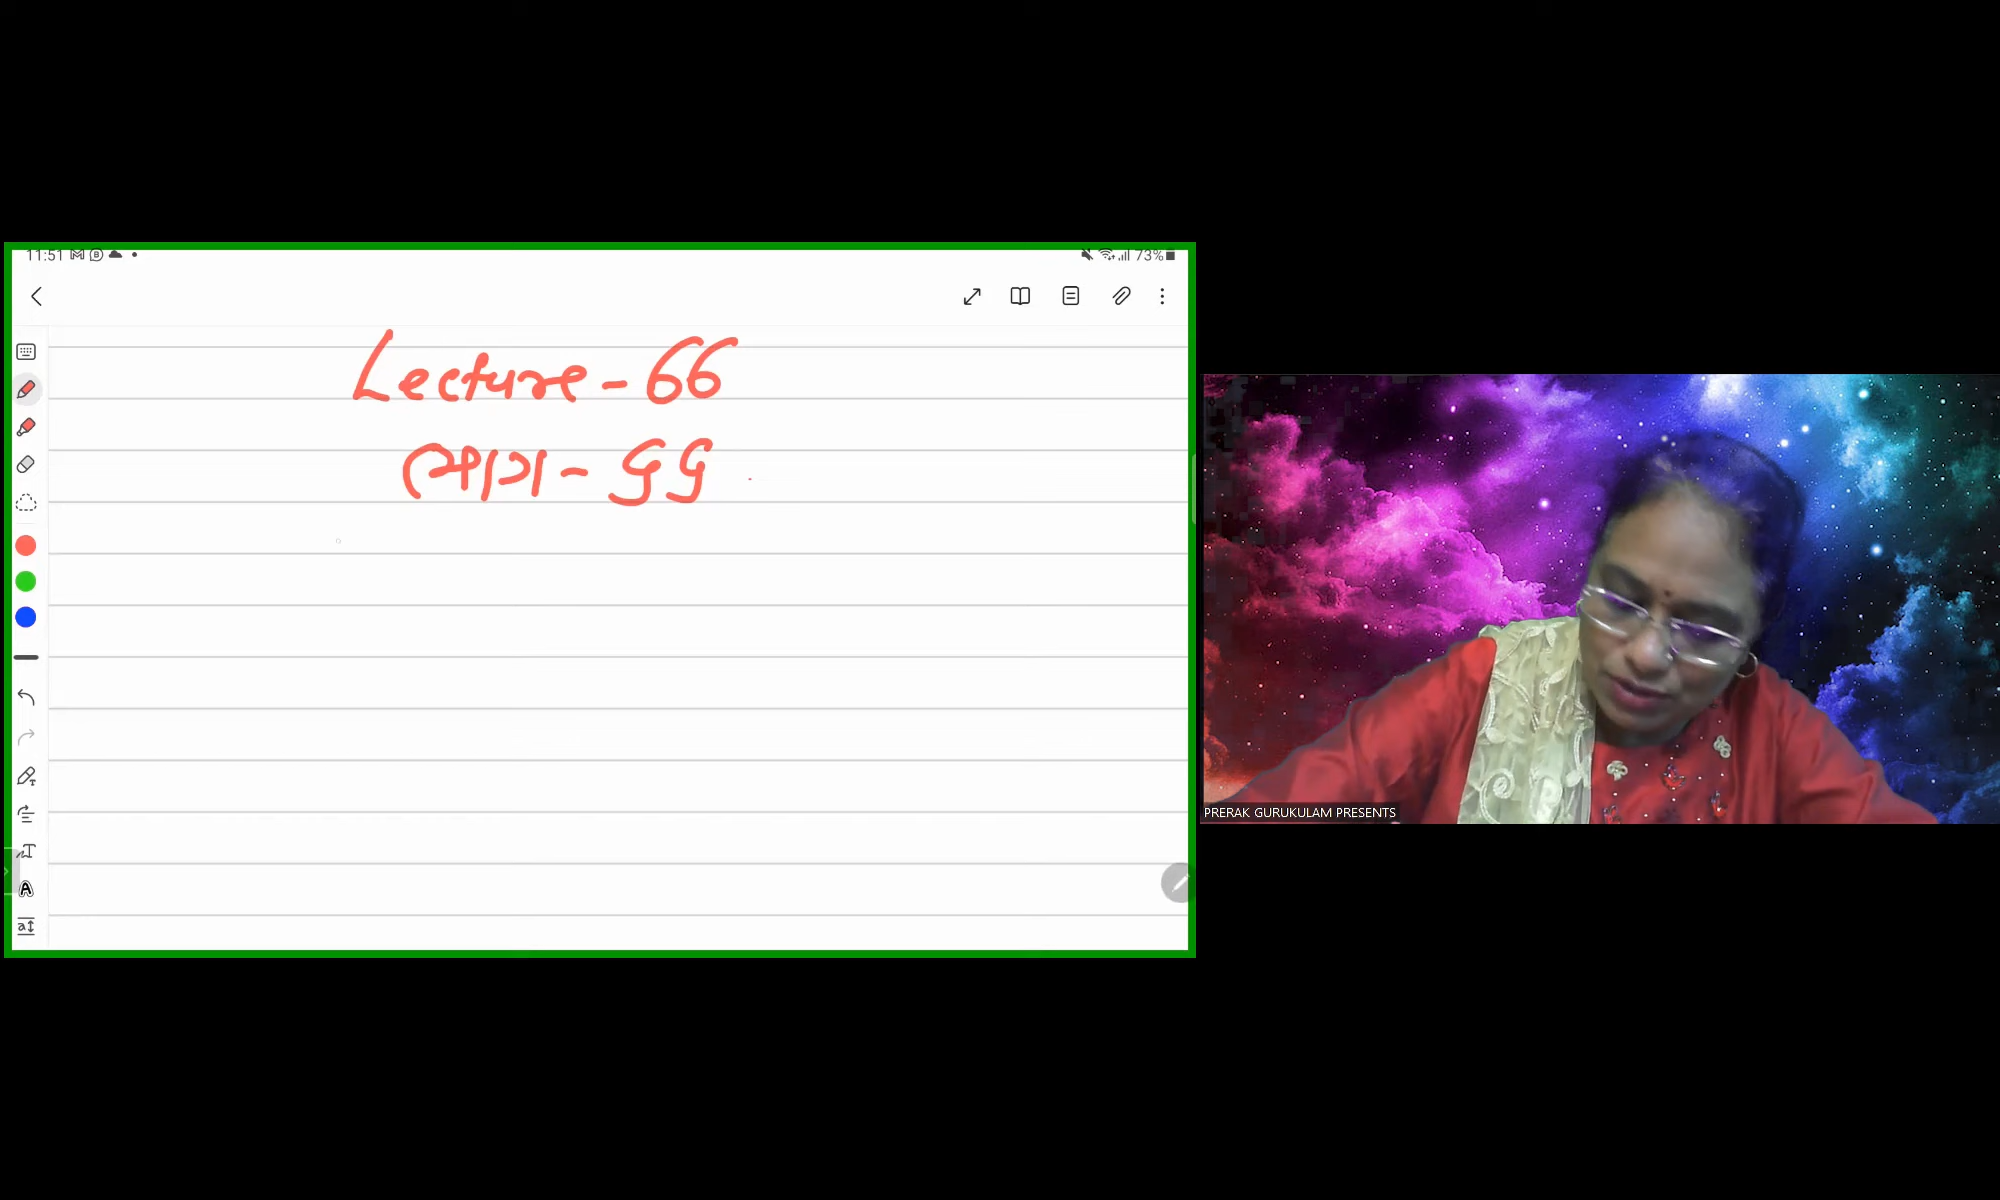 11:51
73%
Lecture - 66
ભાગ - ૬૬
PRERAK GURUKULAM PRESENTS